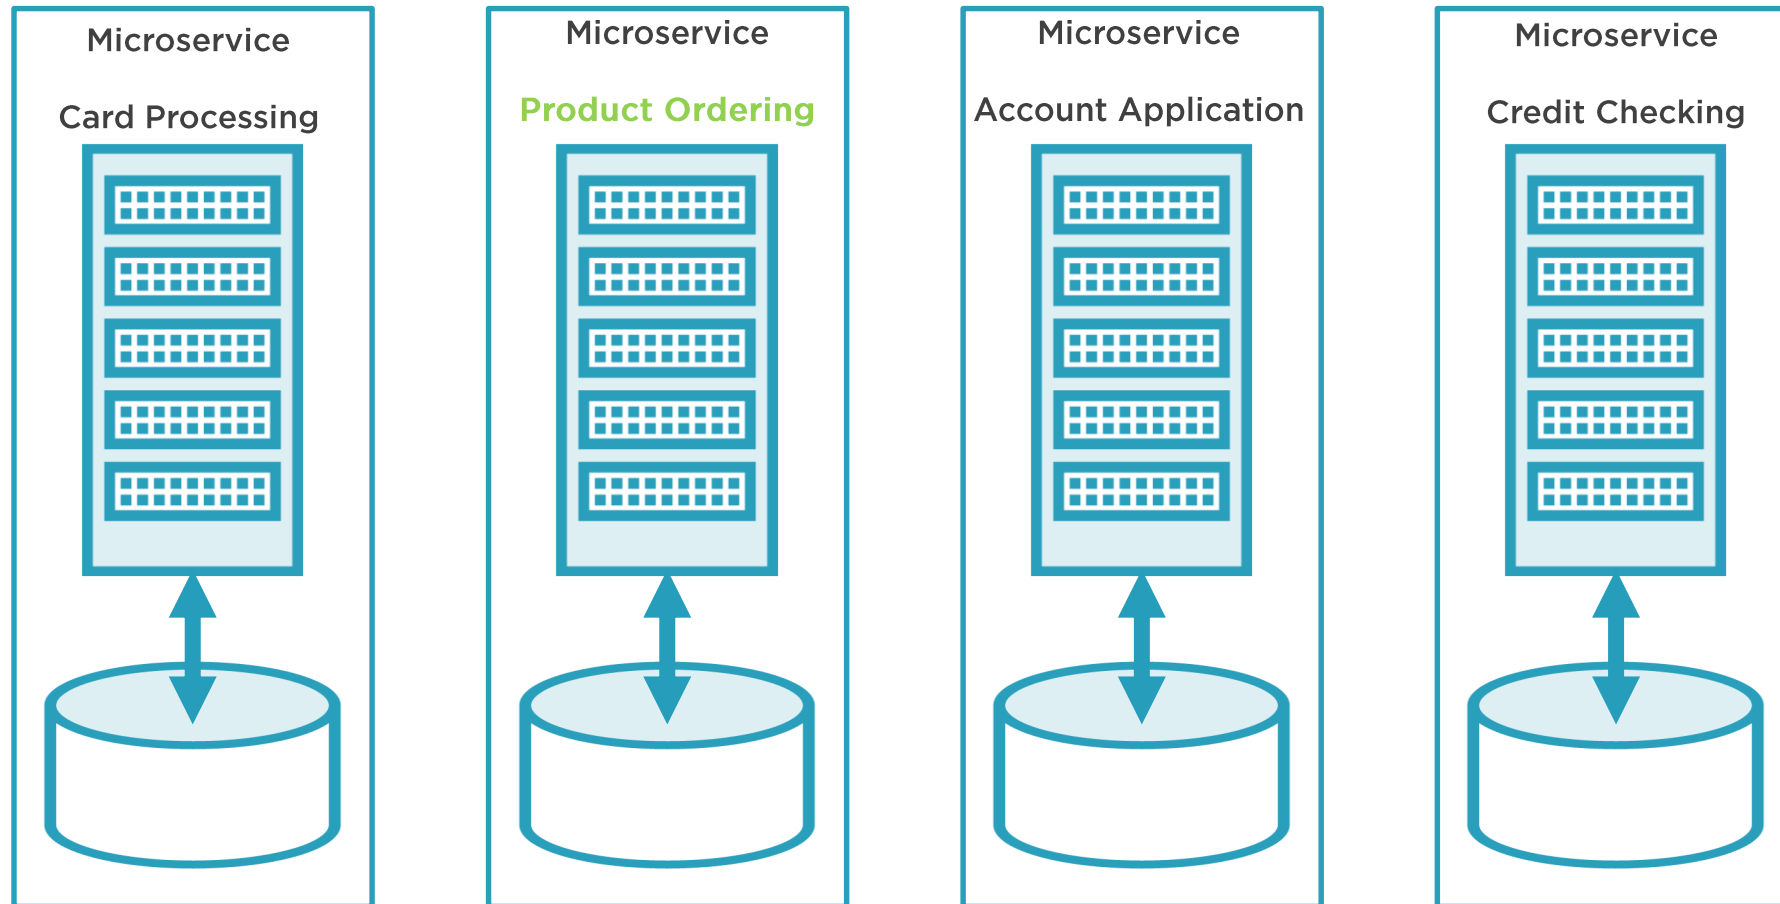 Microservice
Card Processing
Microservice
Product Ordering
Microservice
Account Application
Microservice
Credit Checking